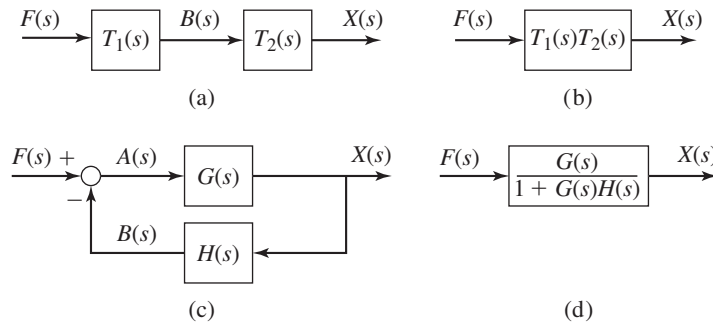 F(s) T₁(s) B(s) T₂(s) X(s)
(a)
F(s) T₁(s)T₂(s) X(s)
(b)
F(s) + A(s) G(s) X(s)
− B(s) H(s)
(c)
F(s) G(s) X(s)
1 + G(s)H(s)
(d)